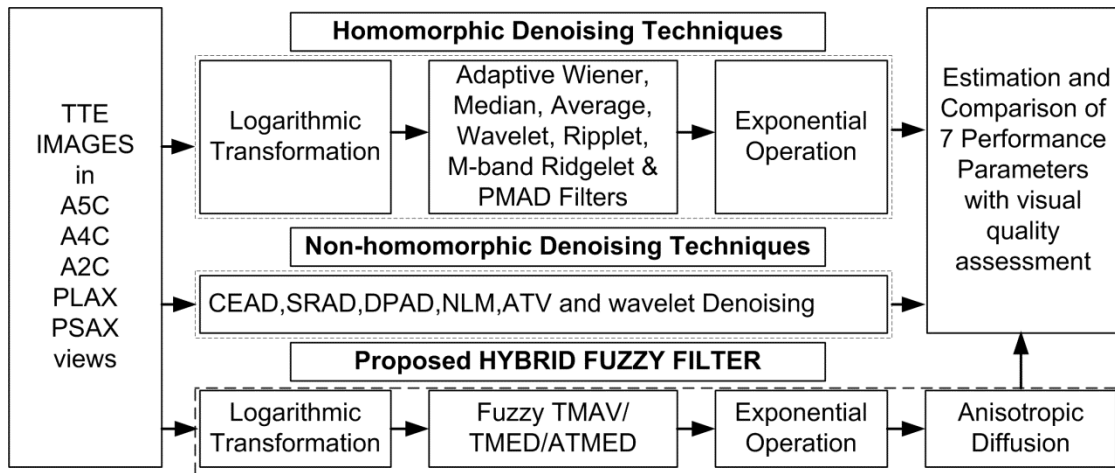 TTE
IMAGES
in
A5C
A4C
A2C
PLAX
PSAX
views
Homomorphic Denoising Techniques
Logarithmic
Transformation
Adaptive Wiener,
Median, Average,
Wavelet, Ripplet,
M-band Ridgelet &
PMAD Filters
Exponential
Operation
Non-homomorphic Denoising Techniques
CEAD,SRAD,DPAD,NLM,ATV and wavelet Denoising
Proposed HYBRID FUZZY FILTER
Logarithmic
Transformation
Fuzzy TMAV/
TMED/ATMED
Exponential
Operation
Anisotropic
Diffusion
Estimation and
Comparison of
7 Performance
Parameters
with visual
quality
assessment